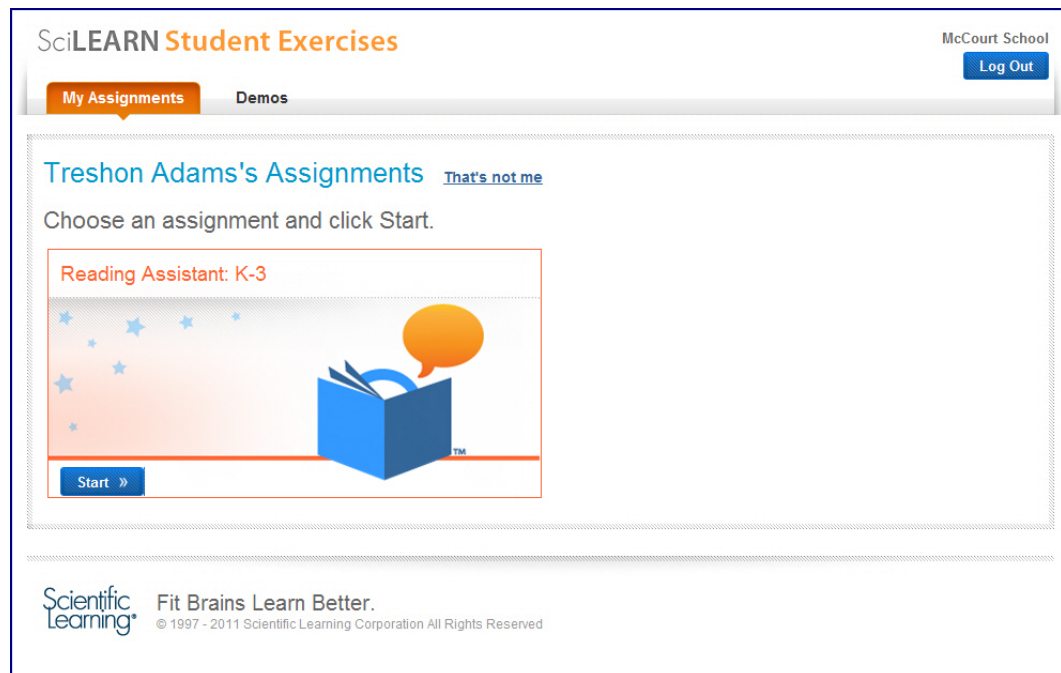 SciLEARN Student Exercises
McCourt School
Log Out
My Assignments Demos
Treshon Adams's Assignments That's not me
Choose an assignment and click Start.
Reading Assistant: K-3
TM
Start »
Scientific Learning®
Fit Brains Learn Better.
© 1997 - 2011 Scientific Learning Corporation All Rights Reserved